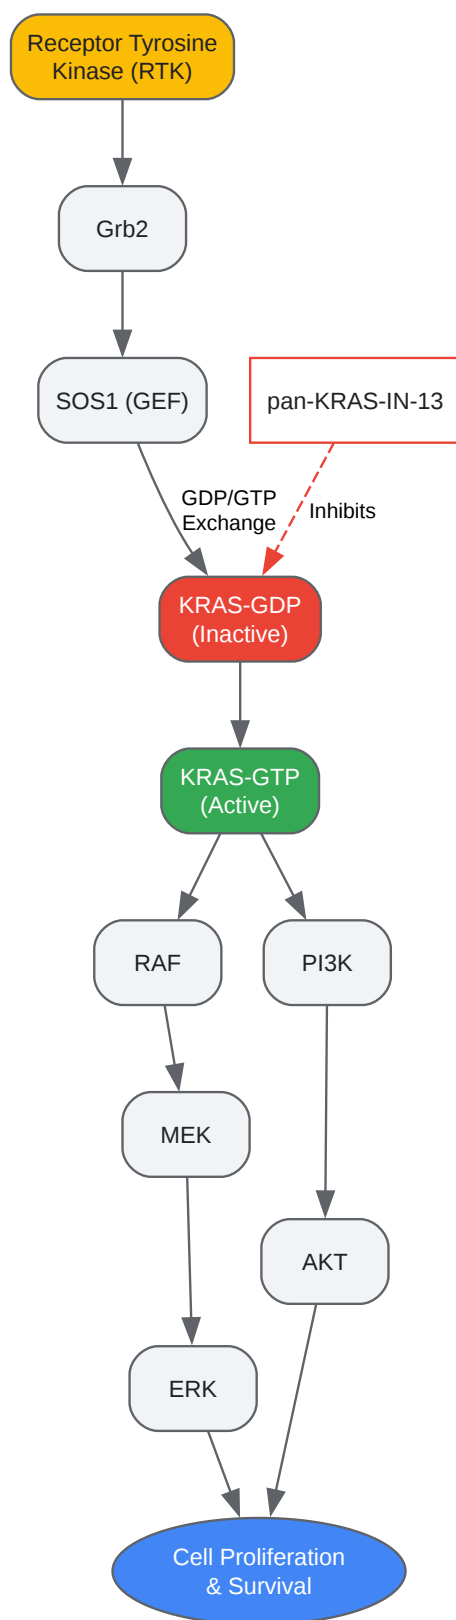 Receptor Tyrosine
Kinase (RTK)
Grb2
SOS1 (GEF)
pan-KRAS-IN-13
GDP/GTP
Exchange
Inhibits
KRAS-GDP
(Inactive)
KRAS-GTP
(Active)
RAF
PI3K
MEK
AKT
ERK
Cell Proliferation
& Survival